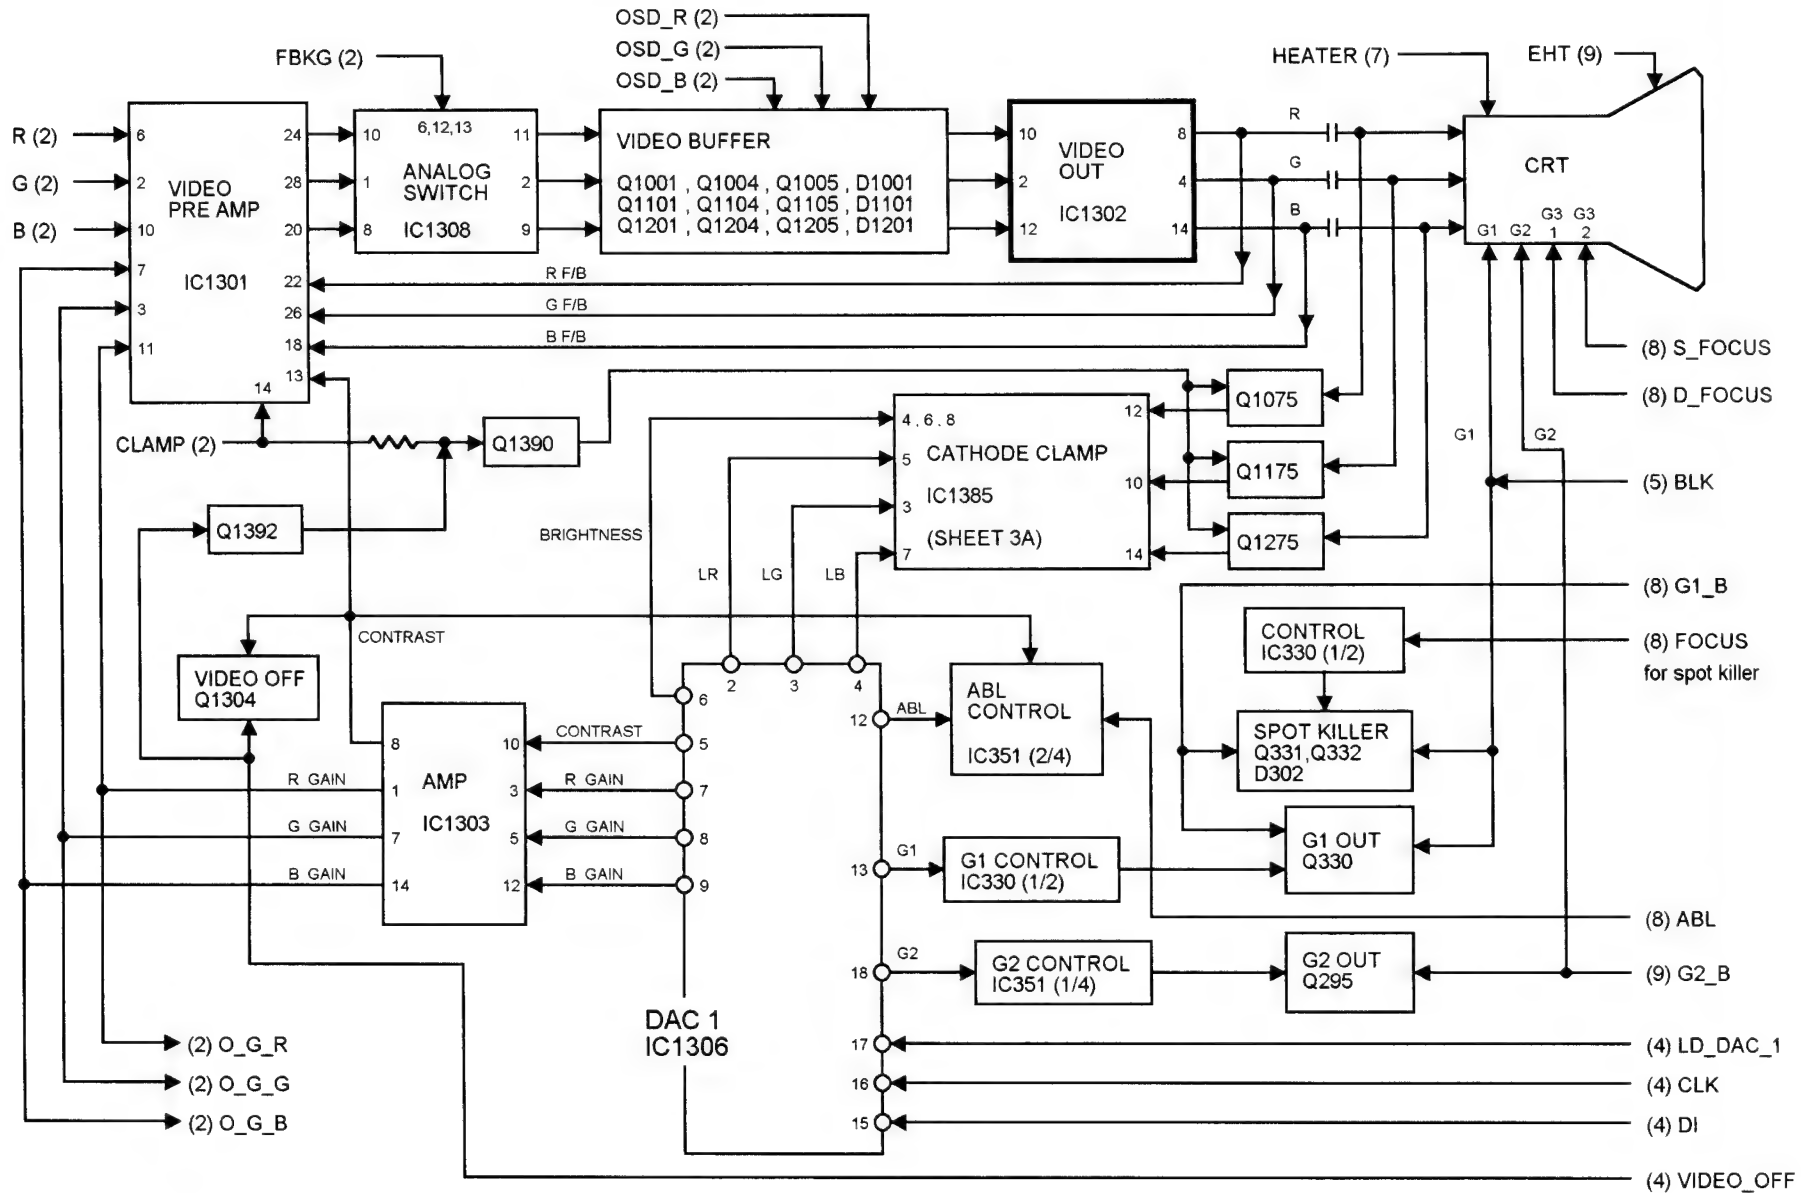 OSD_R (2)
OSD_G (2)
OSD_B (2)
FBKG (2)
HEATER (7)
EHT (9)
R (2)
G (2)
B (2)
6
2
10
7
3
11
VIDEO
PRE AMP
IC1301
24
28
20
22
26
18
13
14
10
1
8
6,12,13
ANALOG
SWITCH
IC1308
11
2
9
VIDEO BUFFER
Q1001 , Q1004 , Q1005 , D1001
Q1101 , Q1104 , Q1105 , D1101
Q1201 , Q1204 , Q1205 , D1201
10
2
12
VIDEO
OUT
IC1302
8
4
14
R
G
B
CRT
G1
G2
G3
1
G3
2
R F/B
G F/B
B F/B
(8) S_FOCUS
(8) D_FOCUS
G1
G2
(5) BLK
CLAMP (2)
Q1390
Q1392
4 , 6 . 8
5
3
7
CATHODE CLAMP
IC1385
(SHEET 3A)
12
10
14
Q1075
Q1175
Q1275
BRIGHTNESS
LR
LG
LB
(8) G1_B
CONTROL
IC330 (1/2)
(8) FOCUS
for spot killer
CONTRAST
VIDEO OFF
Q1304
2
3
4
6
5
7
8
9
12
13
18
17
16
15
ABL
ABL
CONTROL
IC351 (2/4)
SPOT KILLER
Q331,Q332
D302
8
1
7
14
AMP
IC1303
10
3
5
12
CONTRAST
R GAIN
G GAIN
B GAIN
R GAIN
G GAIN
B GAIN
G1
G1 CONTROL
IC330 (1/2)
G1 OUT
Q330
(8) ABL
G2
G2 CONTROL
IC351 (1/4)
G2 OUT
Q295
(9) G2_B
DAC 1
IC1306
(2) O_G_R
(2) O_G_G
(2) O_G_B
(4) LD_DAC_1
(4) CLK
(4) DI
(4) VIDEO_OFF